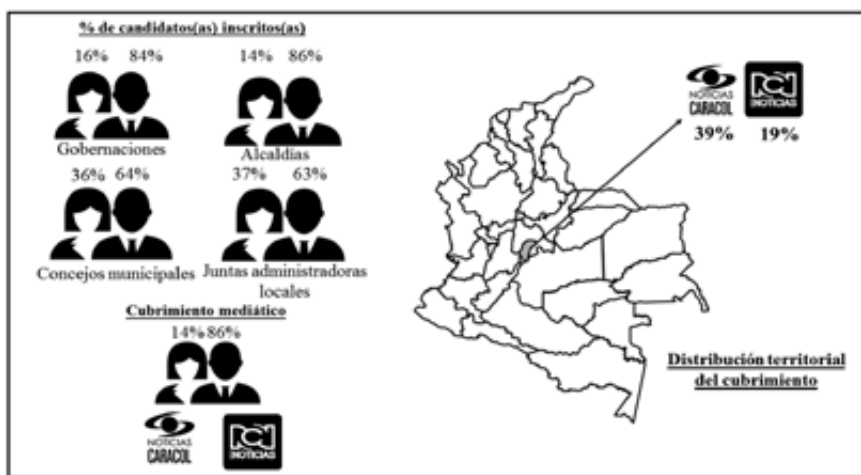 % de candidatos(as) inscritos(as)
16% 84%
14% 86%
Gobernaciones
Alcaldías
36% 64%
37% 63%
Concejos municipales
Juntas administradoras
locales
Cubrimiento mediático
14% 86%
NOTICIAS
CARACOL
RCN
NOTICIAS
NOTICIAS
CARACOL
RCN
NOTICIAS
39%
19%
Distribución territorial
del cubrimiento